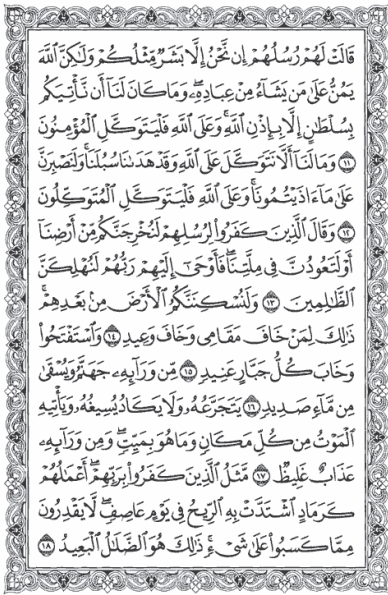 قَالَتْ لَهُمْ رُسُلُهُمْ إِن نَّحْنُ إِلَّا بَشَرٌ مِّثْلُكُمْ وَلَٰكِنَّ ٱللَّهَ
يَمُنُّ عَلَىٰ مَن يَشَآءُ مِنْ عِبَادِهِۦ ۖ وَمَا كَانَ لَنَآ أَن نَّأْتِيَكُم
بِسُلْطَٰنٍ إِلَّا بِإِذْنِ ٱللَّهِ ۚ وَعَلَى ٱللَّهِ فَلْيَتَوَكَّلِ ٱلْمُؤْمِنُونَ
١١ وَمَا لَنَآ أَلَّا نَتَوَكَّلَ عَلَى ٱللَّهِ وَقَدْ هَدَىٰنَا سُبُلَنَا ۚ وَلَنَصْبِرَنَّ
عَلَىٰ مَآ ءَاذَيْتُمُونَا ۚ وَعَلَى ٱللَّهِ فَلْيَتَوَكَّلِ ٱلْمُتَوَكِّلُونَ
١٢ وَقَالَ ٱلَّذِينَ كَفَرُوا۟ لِرُسُلِهِمْ لَنُخْرِجَنَّكُم مِّنْ أَرْضِنَآ
أَوْ لَتَعُودُنَّ فِى مِلَّتِنَا ۖ فَأَوْحَىٰٓ إِلَيْهِمْ رَبُّهُمْ لَنُهْلِكَنَّ
ٱلظَّٰلِمِينَ ١٣ وَلَنُسْكِنَنَّكُمُ ٱلْأَرْضَ مِنۢ بَعْدِهِمْ ۚ
ذَٰلِكَ لِمَنْ خَافَ مَقَامِى وَخَافَ وَعِيدِ ١٤ وَٱسْتَفْتَحُوا۟
وَخَابَ كُلُّ جَبَّارٍ عَنِيدٍ ١٥ مِّن وَرَآئِهِۦ جَهَنَّمُ وَيُسْقَىٰ
مِن مَّآءٍ صَدِيدٍ ١٦ يَتَجَرَّعُهُۥ وَلَا يَكَادُ يُسِيغُهُۥ وَيَأْتِيهِ
ٱلْمَوْتُ مِن كُلِّ مَكَانٍ وَمَا هُوَ بِمَيِّتٍ ۖ وَمِن وَرَآئِهِۦ
عَذَابٌ غَلِيظٌ ١٧ مَّثَلُ ٱلَّذِينَ كَفَرُوا۟ بِرَبِّهِمْ ۖ أَعْمَٰلُهُمْ
كَرَمَادٍ ٱشْتَدَّتْ بِهِ ٱلرِّيحُ فِى يَوْمٍ عَاصِفٍ ۖ لَّا يَقْدِرُونَ
مِمَّا كَسَبُوا۟ عَلَىٰ شَىْءٍ ۚ ذَٰلِكَ هُوَ ٱلضَّلَٰلُ ٱلْبَعِيدُ ١٨